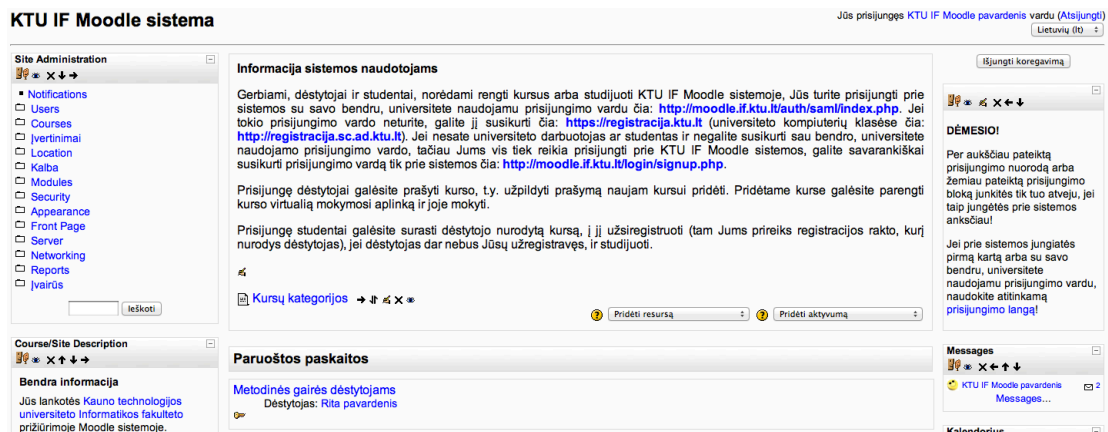 KTU IF Moodle sistema
Jūs prisijungęs KTU IF Moodle pavardenis vardu (Atsijungti)
Lietuvių (lt)
Site Administration
Notifications
Users
Courses
Įvertinimai
Location
Kalba
Modules
Security
Appearance
Front Page
Server
Networking
Reports
Įvairūs
Ieškoti
Course/Site Description
Bendra informacija
Jūs lankotės Kauno technologijos
universiteto Informatikos fakulteto
prižiūrimoje Moodle sistemoje.
Informacija sistemos naudotojams
Gerbiami, dėstytojai ir studentai, norėdami rengti kursus arba studijuoti KTU IF Moodle sistemoje, Jūs turite prisijungti prie
sistemos su savo bendru, universitete naudojamu prisijungimo vardu čia: http://moodle.if.ktu.lt/auth/saml/index.php. Jei
tokio prisijungimo vardo neturite, galite jį susikurti čia: https://registracija.ktu.lt (universiteto kompiuterių klasėse čia:
http://registracija.sc.ad.ktu.lt). Jei nesate universiteto darbuotojas ar studentas ir negalite susikurti sau bendro, universitete
naudojamo prisijungimo vardo, tačiau Jums vis tiek reikia prisijungti prie KTU IF Moodle sistemos, galite savarankiškai
susikurti prisijungimo vardą tik prie sistemos čia: http://moodle.if.ktu.lt/login/signup.php.
Prisijungę dėstytojai galėsite prašyti kurso, t.y. užpildyti prašymą naujam kursui pridėti. Pridėtame kurse galėsite parengti
kurso virtualią mokymosi aplinką ir joje mokyti.
Prisijungę studentai galėsite surasti dėstytojo nurodytą kursą, į jį užsiregistruoti (tam Jums prireiks registracijos rakto, kurį
nurodys dėstytojas), jei dėstytojas dar nebus Jūsų užregistravęs, ir studijuoti.
Kursų kategorijos
Pridėti resursą
Pridėti aktyvumą
Paruoštos paskaitos
Metodinės gairės dėstytojams
Dėstytojas: Rita pavardenis
Išjungti koregavimą
DĖMESIO!
Per aukščiau pateiktą
prisijungimo nuorodą arba
žemiau pateiktą prisijungimo
bloką junkitės tik tuo atveju, jei
taip jungėtės prie sistemos
anksčiau!
Jei prie sistemos jungiatės
pirmą kartą arba su savo
bendru, universitete
naudojamu prisijungimo vardu,
naudokite atitinkamą
prisijungimo langą!
Messages
KTU IF Moodle pavardenis 2
Messages...
Kalendorius